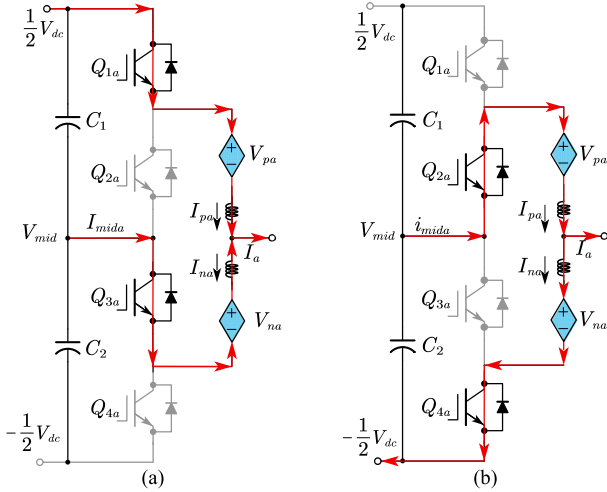 1/2 V_dc
Q_1a
C_1
V_pa
I_pa
V_mid
I_mida
I_a
I_na
Q_2a
Q_3a
V_na
C_2
Q_4a
-1/2 V_dc
(a)
1/2 V_dc
Q_1a
C_1
V_pa
Q_2a
I_pa
V_mid
i_mida
I_a
I_na
Q_3a
V_na
C_2
Q_4a
-1/2 V_dc
(b)